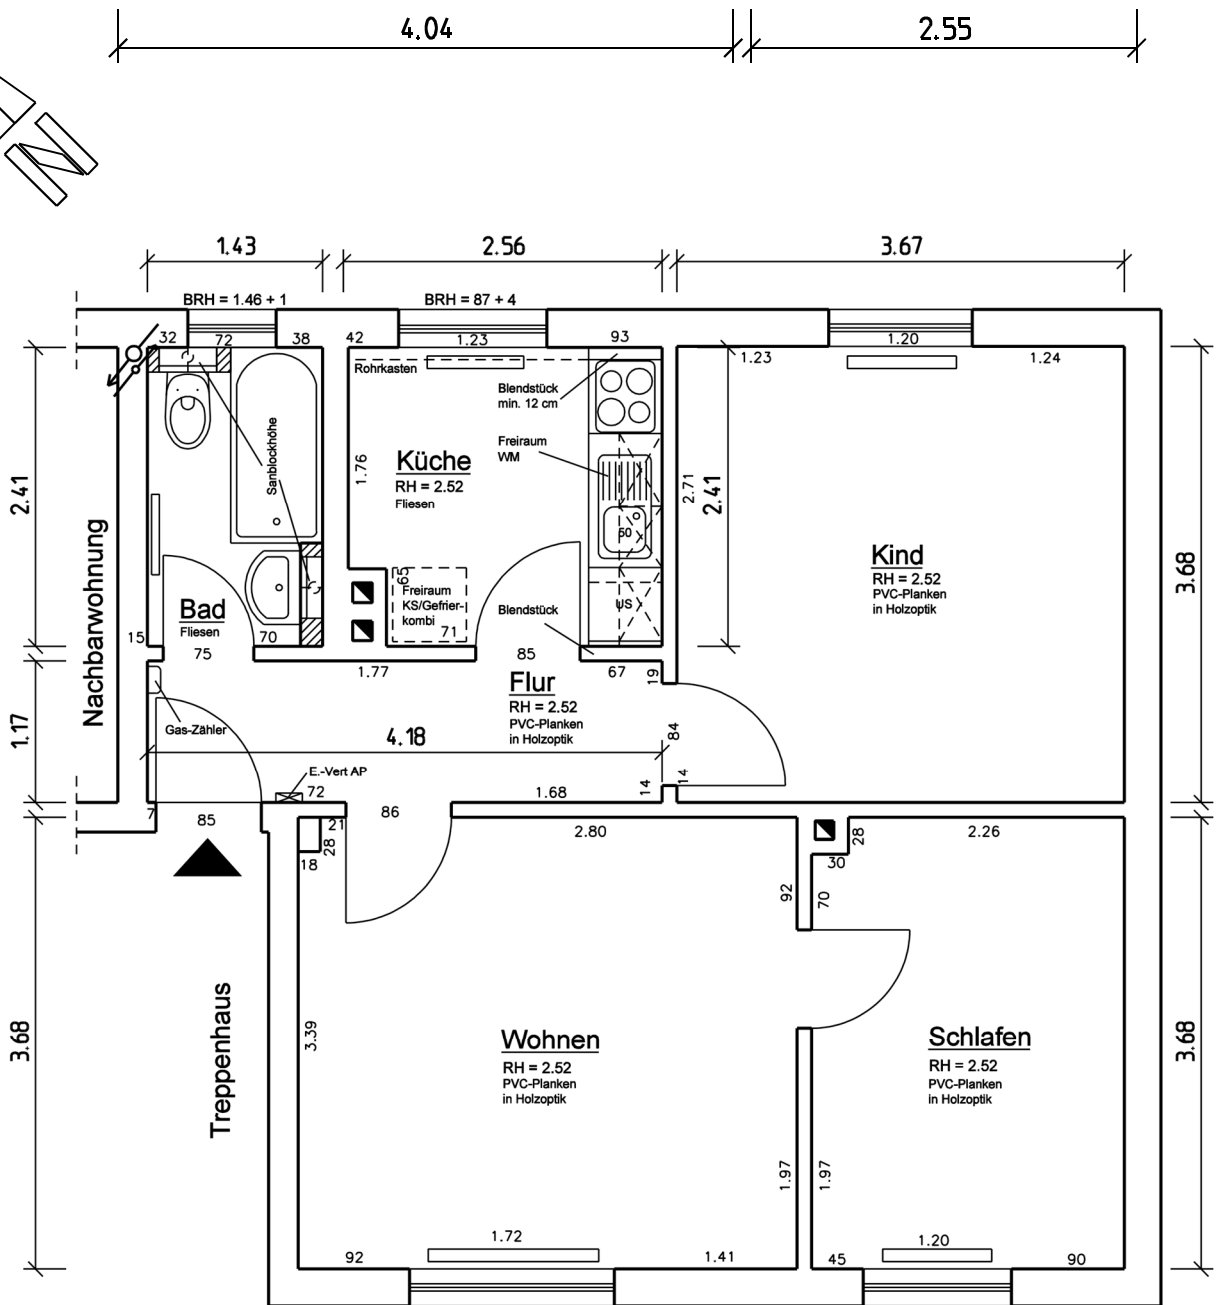 4.04
2.55
N
1.43
2.56
3.67
BRH = 1.46 + 1
BRH = 87 + 4
32
72
38
42
1.23
93
1.20
1.23
1.24
Rohrkasten
Blendstück
min. 12 cm
Sanblockhöhe
1.76
Küche
RH = 2.52
Fliesen
Freiraum
WM
2.71
2.41
2.41
50
Kind
RH = 2.52
PVC-Planken
in Holzoptik
3.68
Nachbarwohnung
65
Freiraum
KS/Gefrier-
kombi
71
Blendstück
US
Bad
Fliesen
15
70
75
1.77
85
67
19
Flur
RH = 2.52
PVC-Planken
in Holzoptik
1.17
Gas-Zähler
4.18
84
14
14
E.-Vert AP
72
1.68
7
85
86
21
28
18
2.80
28
30
2.26
92
70
3.68
Treppenhaus
3.39
Wohnen
RH = 2.52
PVC-Planken
in Holzoptik
Schlafen
RH = 2.52
PVC-Planken
in Holzoptik
3.68
1.97
1.97
92
1.72
1.41
45
1.20
90